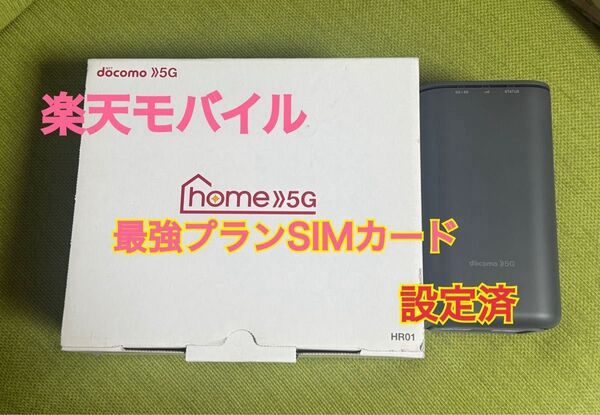 docomo 5G
楽天モバイル
home 5G
最強プランSIMカード
設定済
HR01
STATUS
docomo 5G